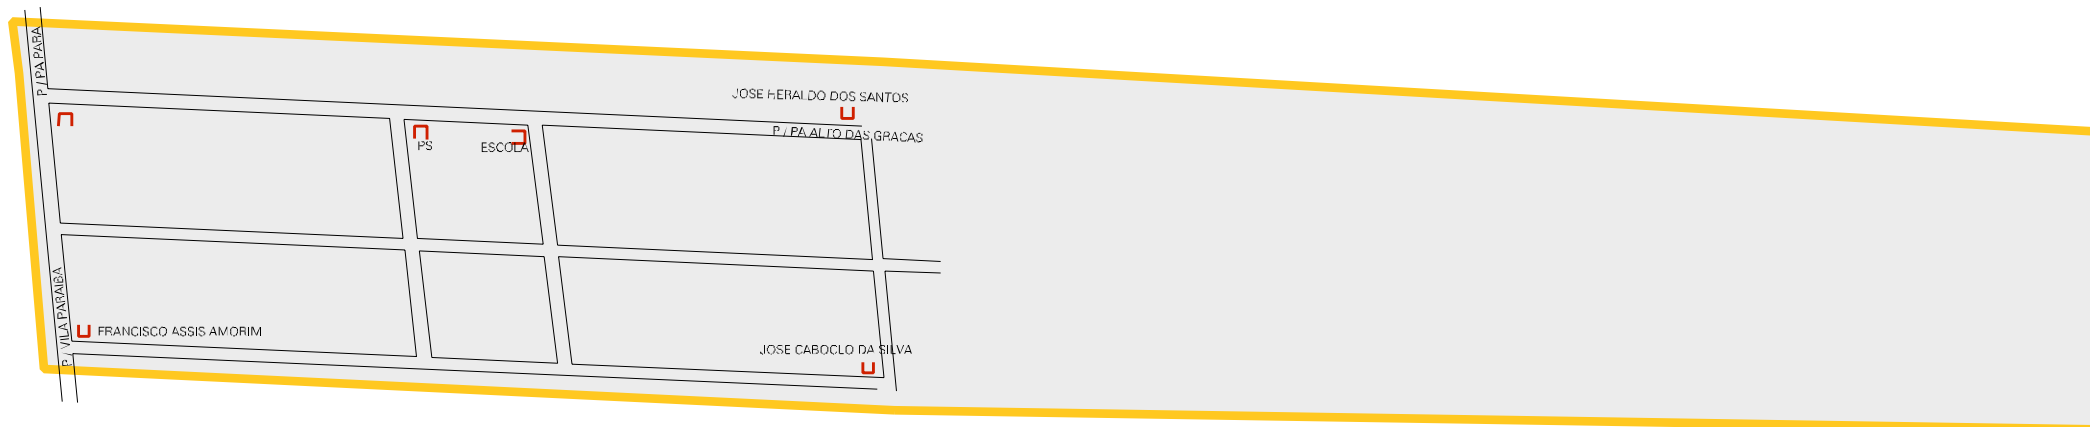 P / PA PARA
JOSE HERALDO DOS SANTOS
P / PA ALTO DAS GRACAS
PS
ESCOLA
P / VILA PARAIBA
FRANCISCO ASSIS AMORIM
JOSE CABOCLO DA SILVA